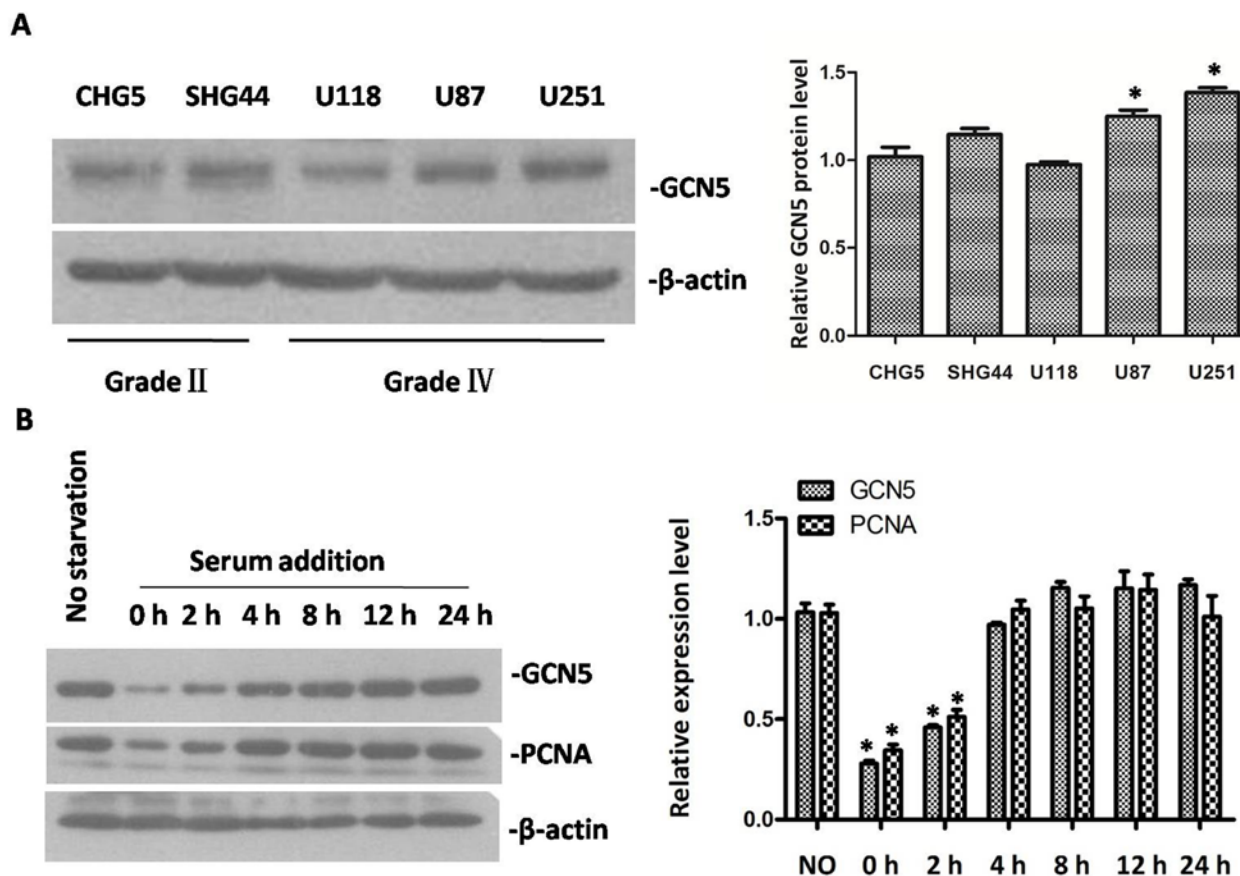 A
CHG5 SHG44 U118 U87 U251
-GCN5
-β-actin
Grade Ⅱ Grade Ⅳ
Relative GCN5 protein level
1.5
1.0
0.5
0.0
* *
CHG5 SHG44 U118 U87 U251
B
No starvation
Serum addition
0 h 2 h 4 h 8 h 12 h 24 h
-GCN5
-PCNA
-β-actin
GCN5
PCNA
Relative expression level
1.5
1.0
0.5
0.0
* * * *
NO 0 h 2 h 4 h 8 h 12 h 24 h